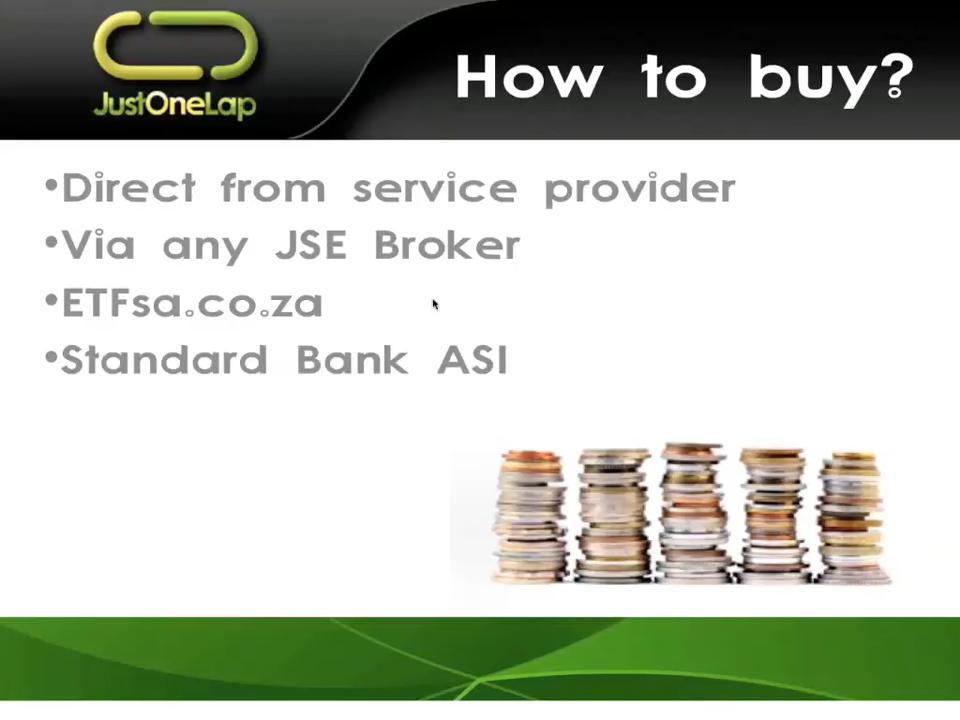 JustOneLap
How to buy?
•Direct from service provider
•Via any JSE Broker
•ETFsa.co.za
•Standard Bank ASI